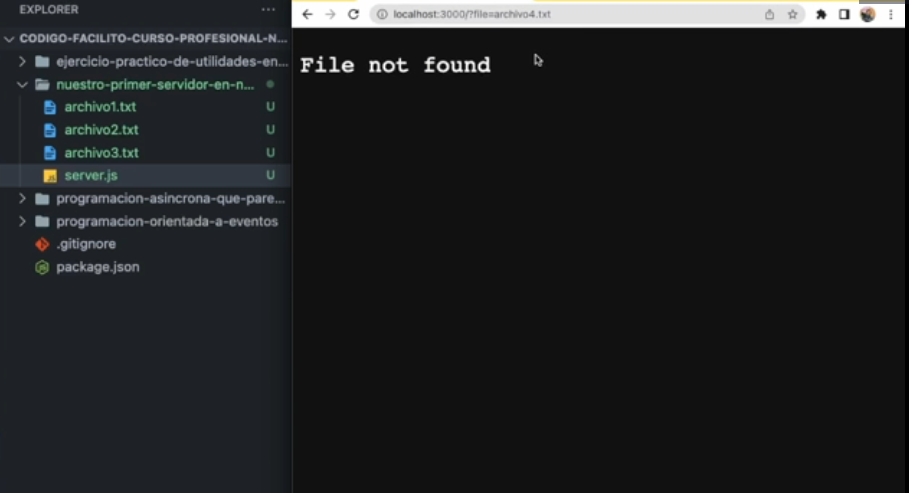 EXPLORER ...
CODIGO-FACILITO-CURSO-PROFESIONAL-N...
ejercicio-practico-de-utilidades-en...
nuestro-primer-servidor-en-n...
archivo1.txt U
archivo2.txt U
archivo3.txt U
server.js U
programacion-asincrona-que-pare...
programacion-orientada-a-eventos
.gitignore
package.json
localhost:3000/?file=archivo4.txt
File not found